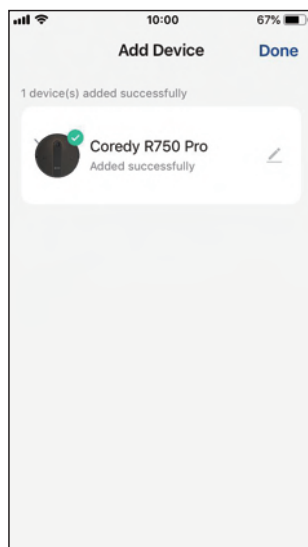 10:00
67%
Add Device
Done
1 device(s) added successfully
Coredy R750 Pro
Added successfully